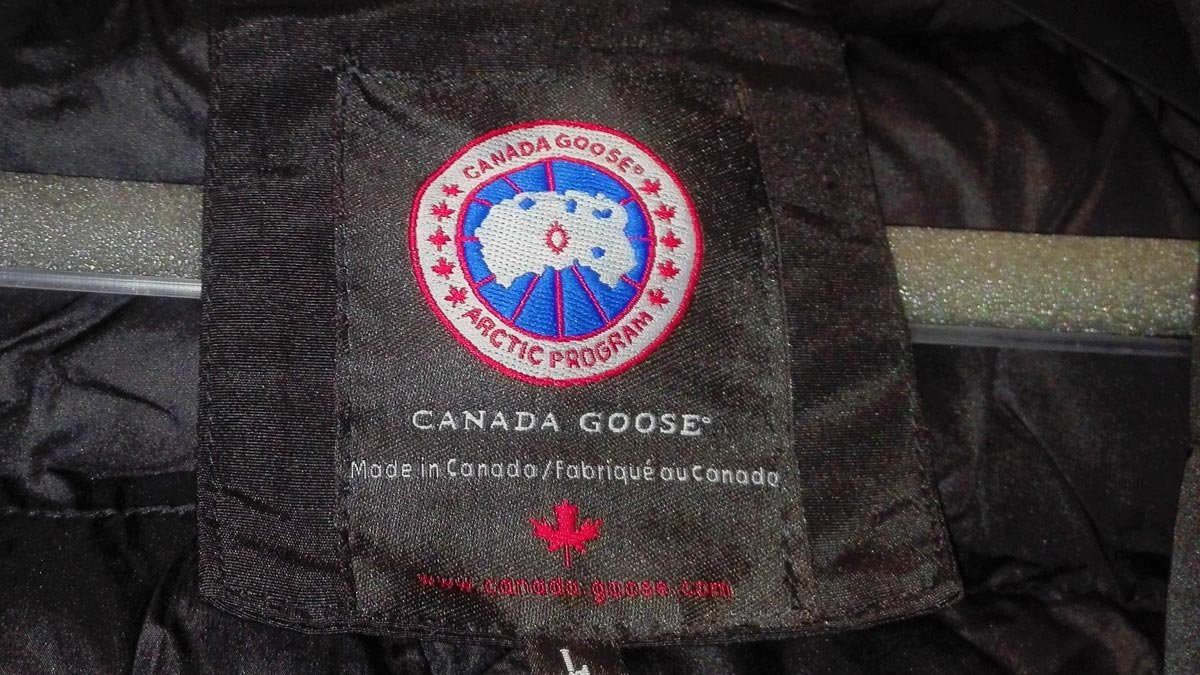 CANADA GOOSE®
ARCTIC PROGRAM
CANADA GOOSE®
Made in Canada/Fabriqué au Canada
www.canada.goose.com
L